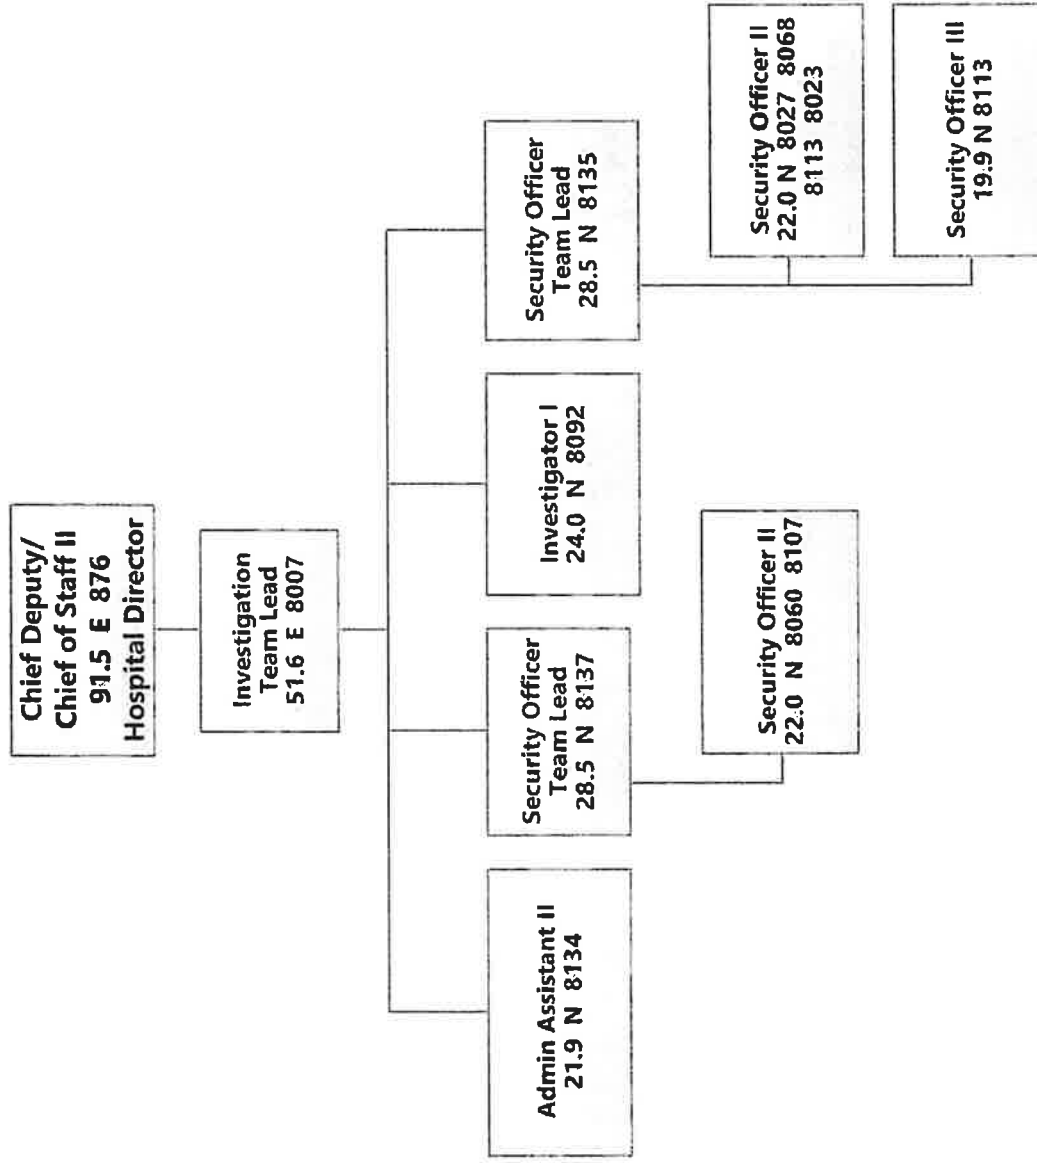 Chief Deputy/
Chief of Staff II
91.5 E 876
Hospital Director
Investigation
Team Lead
51.6 E 8007
Admin Assistant II
21.9 N 8134
Security Officer
Team Lead
28.5 N 8137
Investigator I
24.0 N 8092
Security Officer
Team Lead
28.5 N 8135
Security Officer II
22.0 N 8060 8107
Security Officer II
22.0 N 8027 8068
8113 8023
Security Officer III
19.9 N 8113